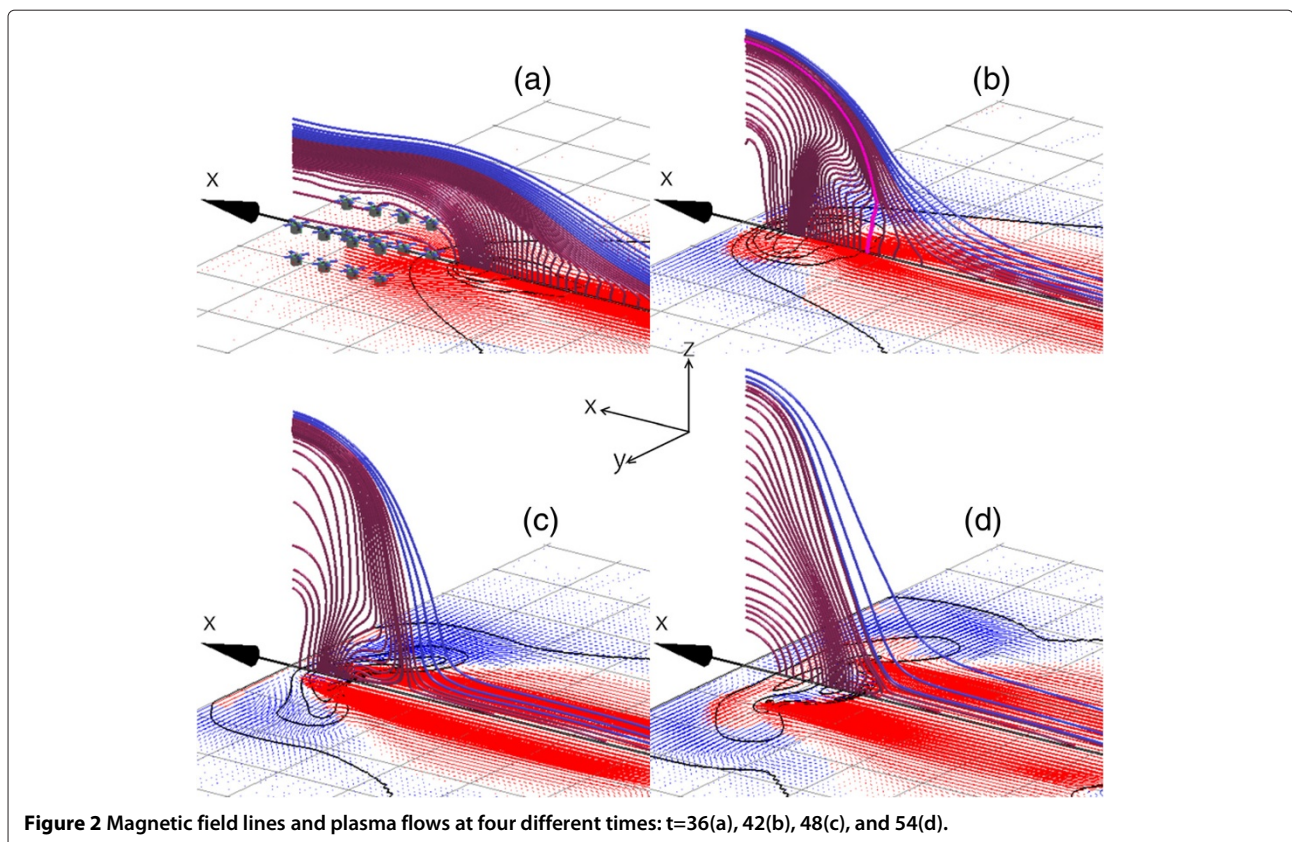 (a)
(b)
X
X
Z
X
y
(c)
(d)
X
X
Figure 2 Magnetic field lines and plasma flows at four different times: t=36(a), 42(b), 48(c), and 54(d).